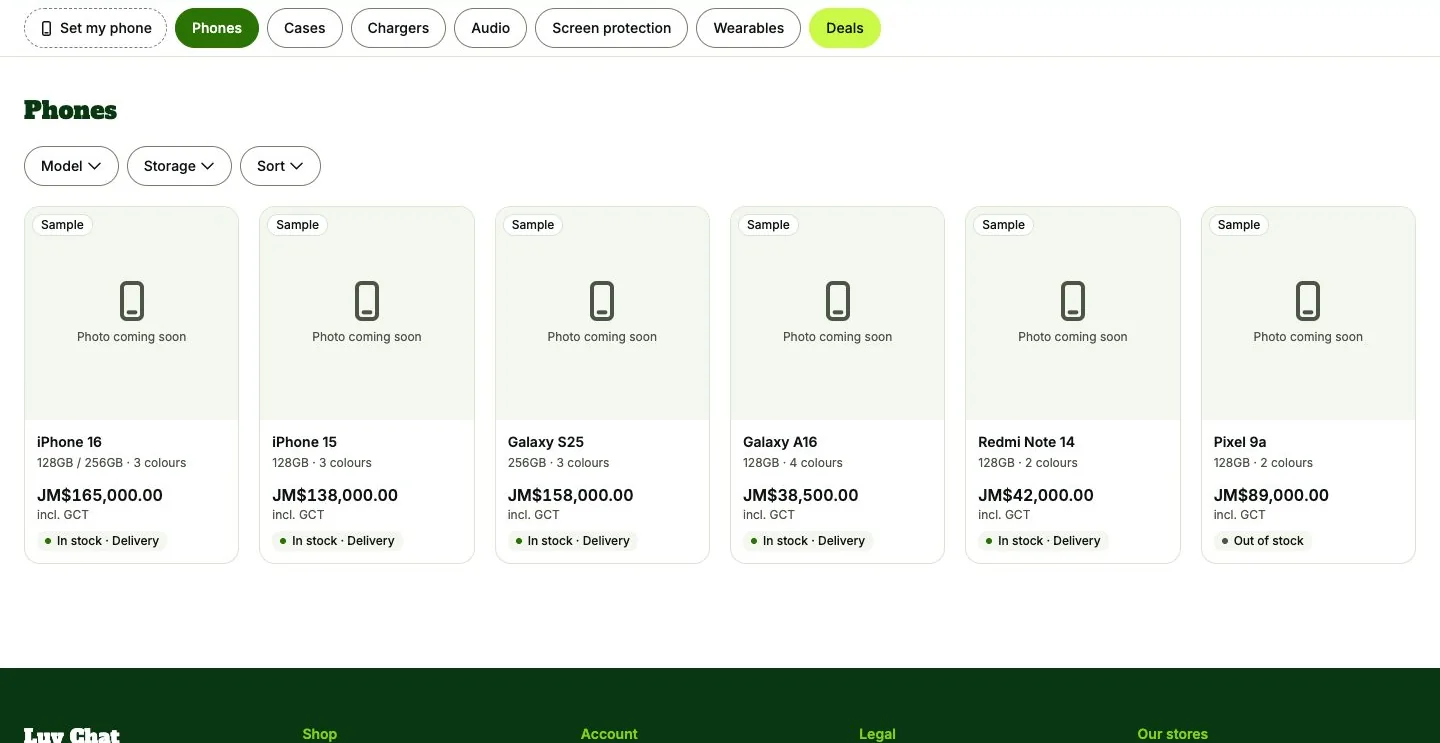 Set my phone Phones Cases Chargers Audio Screen protection Wearables Deals
Phones
Model Storage Sort
Sample Sample Sample Sample Sample Sample
Photo coming soon Photo coming soon Photo coming soon Photo coming soon Photo coming soon Photo coming soon
iPhone 16 iPhone 15 Galaxy S25 Galaxy A16 Redmi Note 14 Pixel 9a
128GB / 256GB · 3 colours 128GB · 3 colours 256GB · 3 colours 128GB · 4 colours 128GB · 2 colours 128GB · 2 colours
JM$165,000.00 JM$138,000.00 JM$158,000.00 JM$38,500.00 JM$42,000.00 JM$89,000.00
incl. GCT incl. GCT incl. GCT incl. GCT incl. GCT incl. GCT
In stock · Delivery In stock · Delivery In stock · Delivery In stock · Delivery In stock · Delivery Out of stock
Luv Chat Shop Account Legal Our stores